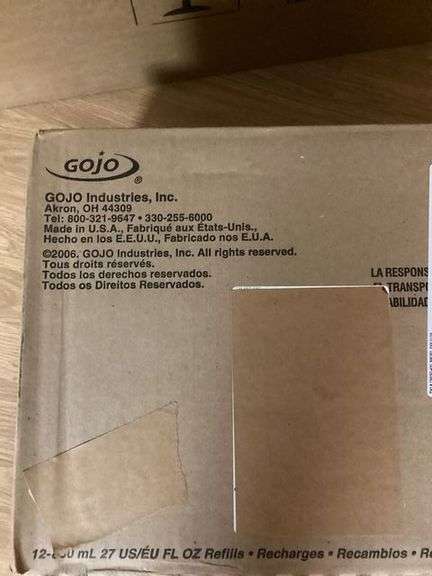 GOJO
®
GOJO Industries, Inc.
Akron, OH 44309
Tel: 800-321-9647 • 330-255-6000
Made in U.S.A., Fabriqué aux États-Unis.,
Hecho en los E.E.U.U., Fabricado nos E.U.A.
©2006. GOJO Industries, Inc. All rights reserved.
Tous droits réservés.
Todos los derechos reservados.
Todos os Direitos Reservados.
LA RESPONS
TRANSPO
ABILIDAD
mL 27 US/ÉU FL OZ Refills • Recharges • Recambios •